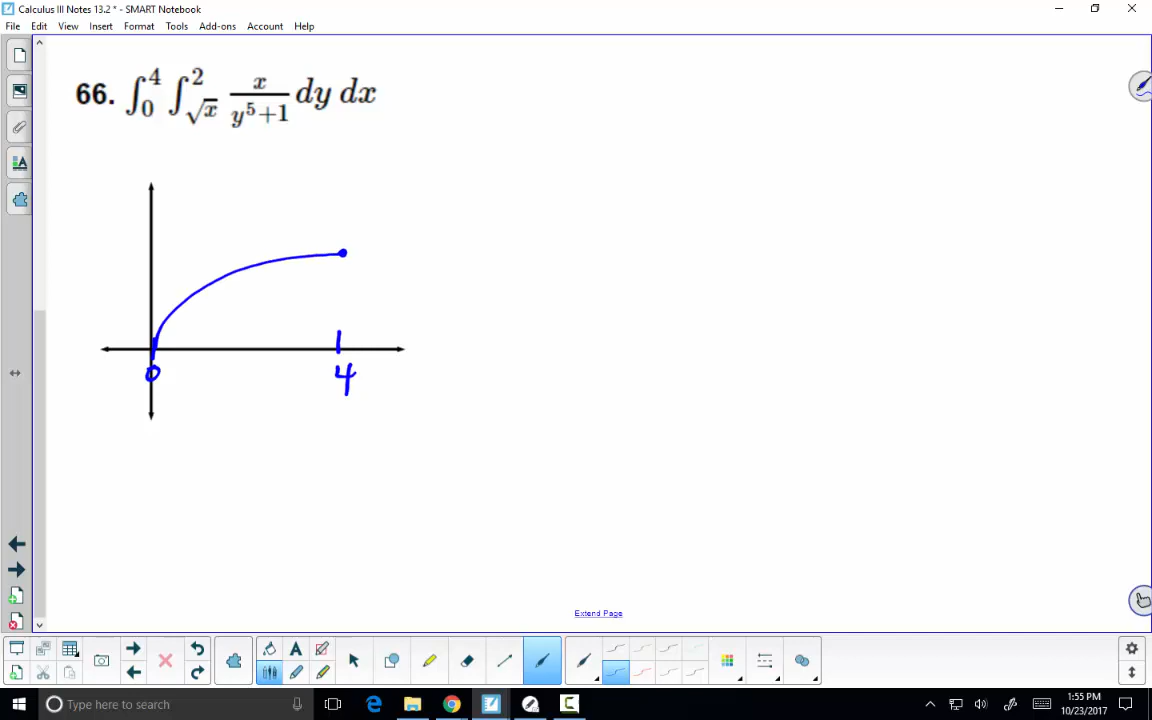 Calculus III Notes 13.2 * - SMART Notebook
File Edit View Insert Format Tools Add-ons Account Help
66. ∫₀⁴ ∫_{√x}² x/(y⁵+1) dy dx
0 4
Extend Page
A
Type here to search
1:55 PM
10/23/2017